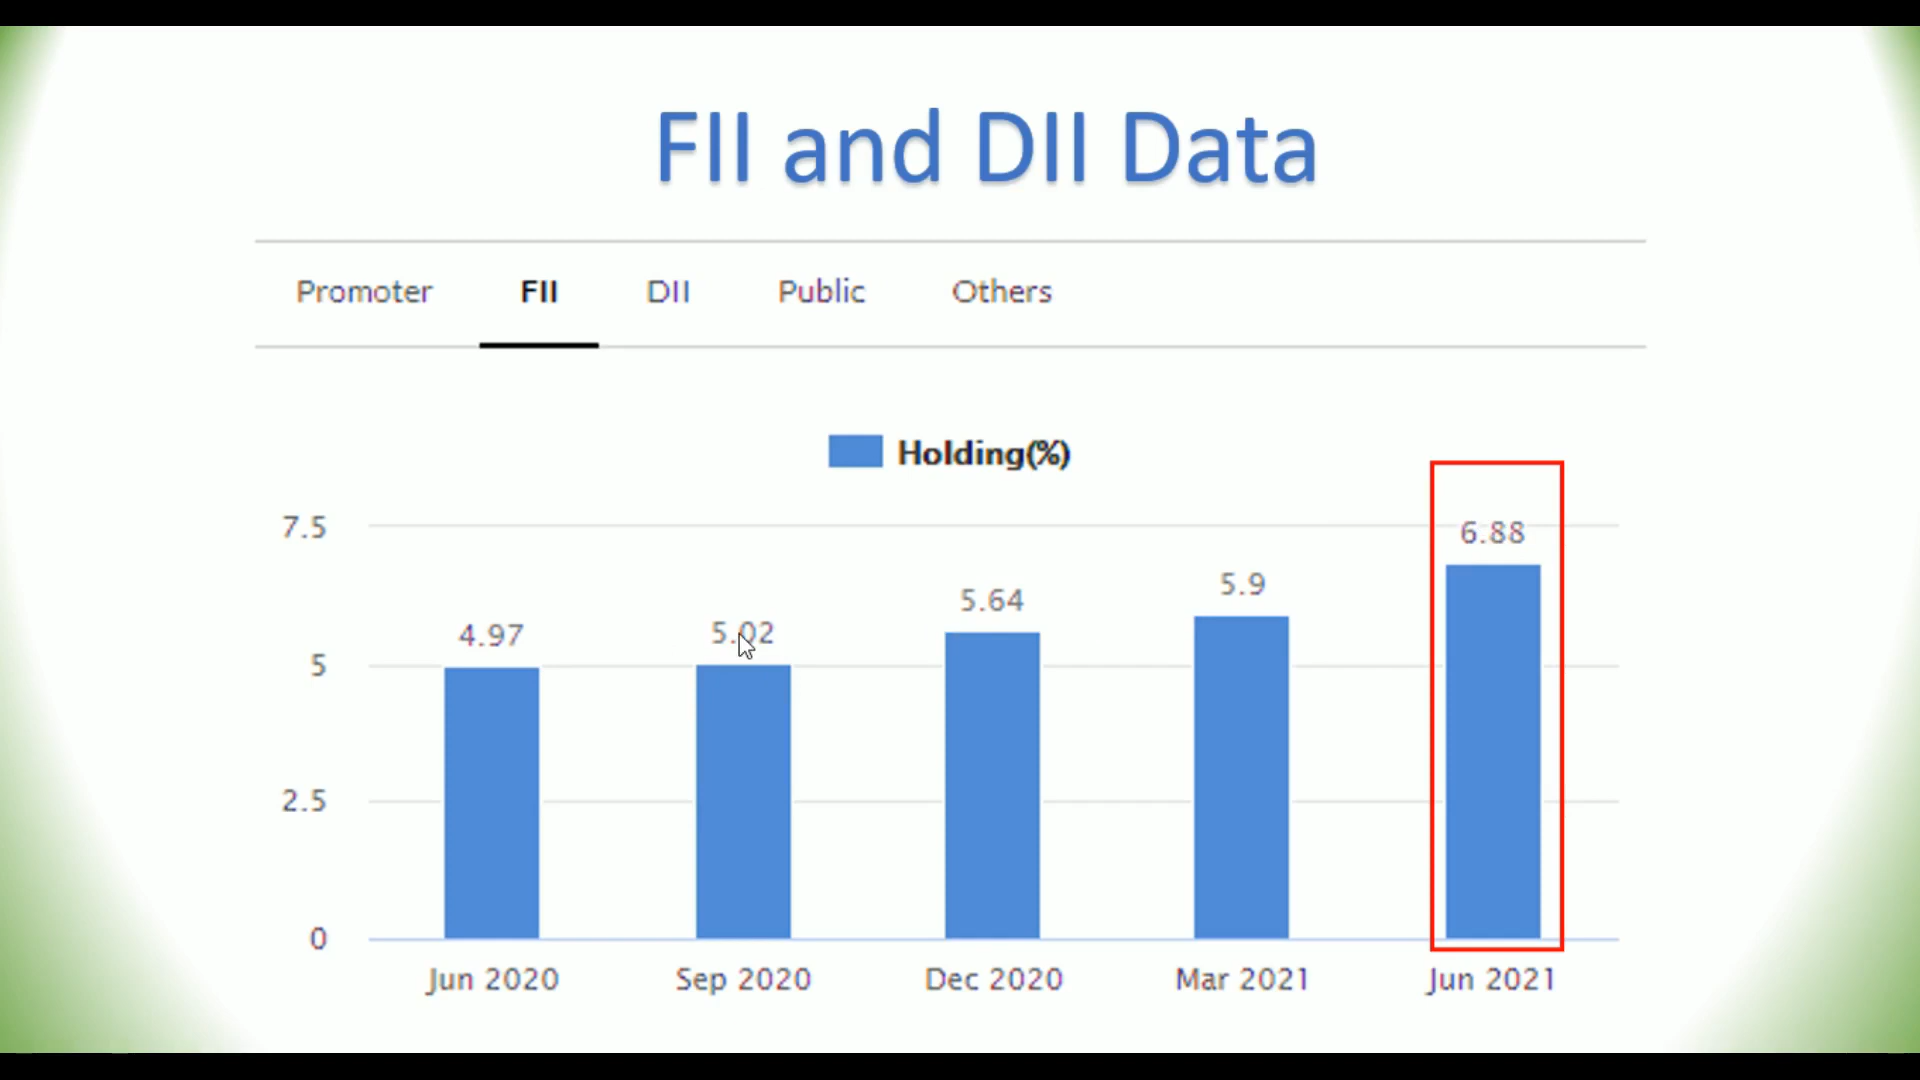 FII and DII Data
Promoter FII DII Public Others
Holding(%)
7.5
5
2.5
0
4.97
5.02
5.64
5.9
6.88
Jun 2020 Sep 2020 Dec 2020 Mar 2021 Jun 2021